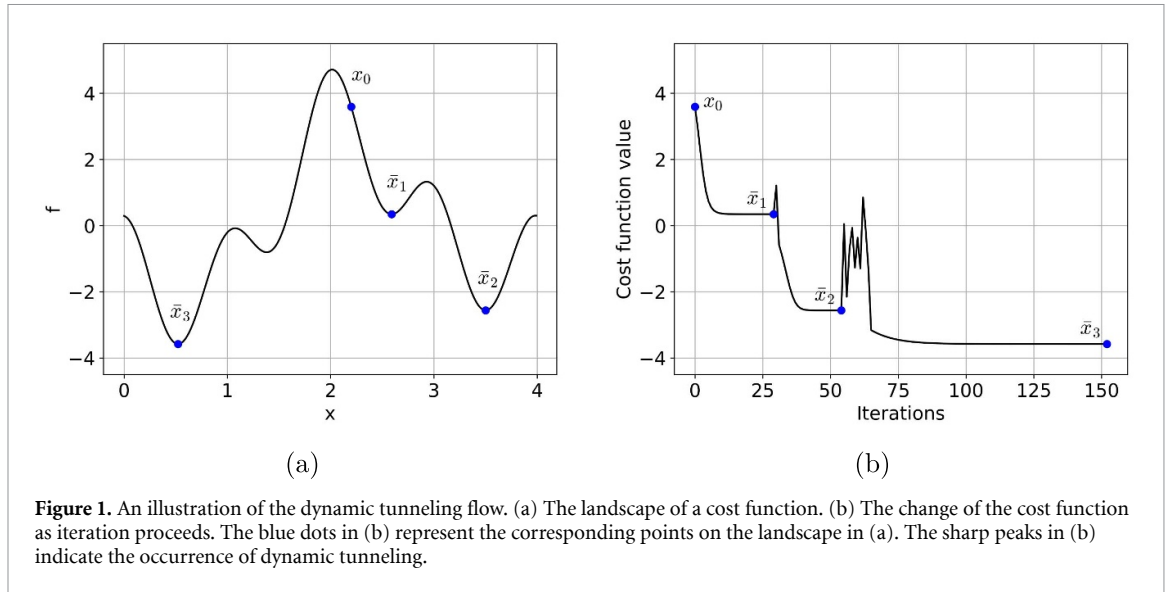 4
2
0
−2
−4
f
0
1
2
3
4
x
x₀
x̄₁
x̄₂
x̄₃
(a)
4
2
0
−2
−4
Cost function value
0
25
50
75
100
125
150
Iterations
x₀
x̄₁
x̄₂
x̄₃
(b)
Figure 1. An illustration of the dynamic tunneling flow. (a) The landscape of a cost function. (b) The change of the cost function
as iteration proceeds. The blue dots in (b) represent the corresponding points on the landscape in (a). The sharp peaks in (b)
indicate the occurrence of dynamic tunneling.